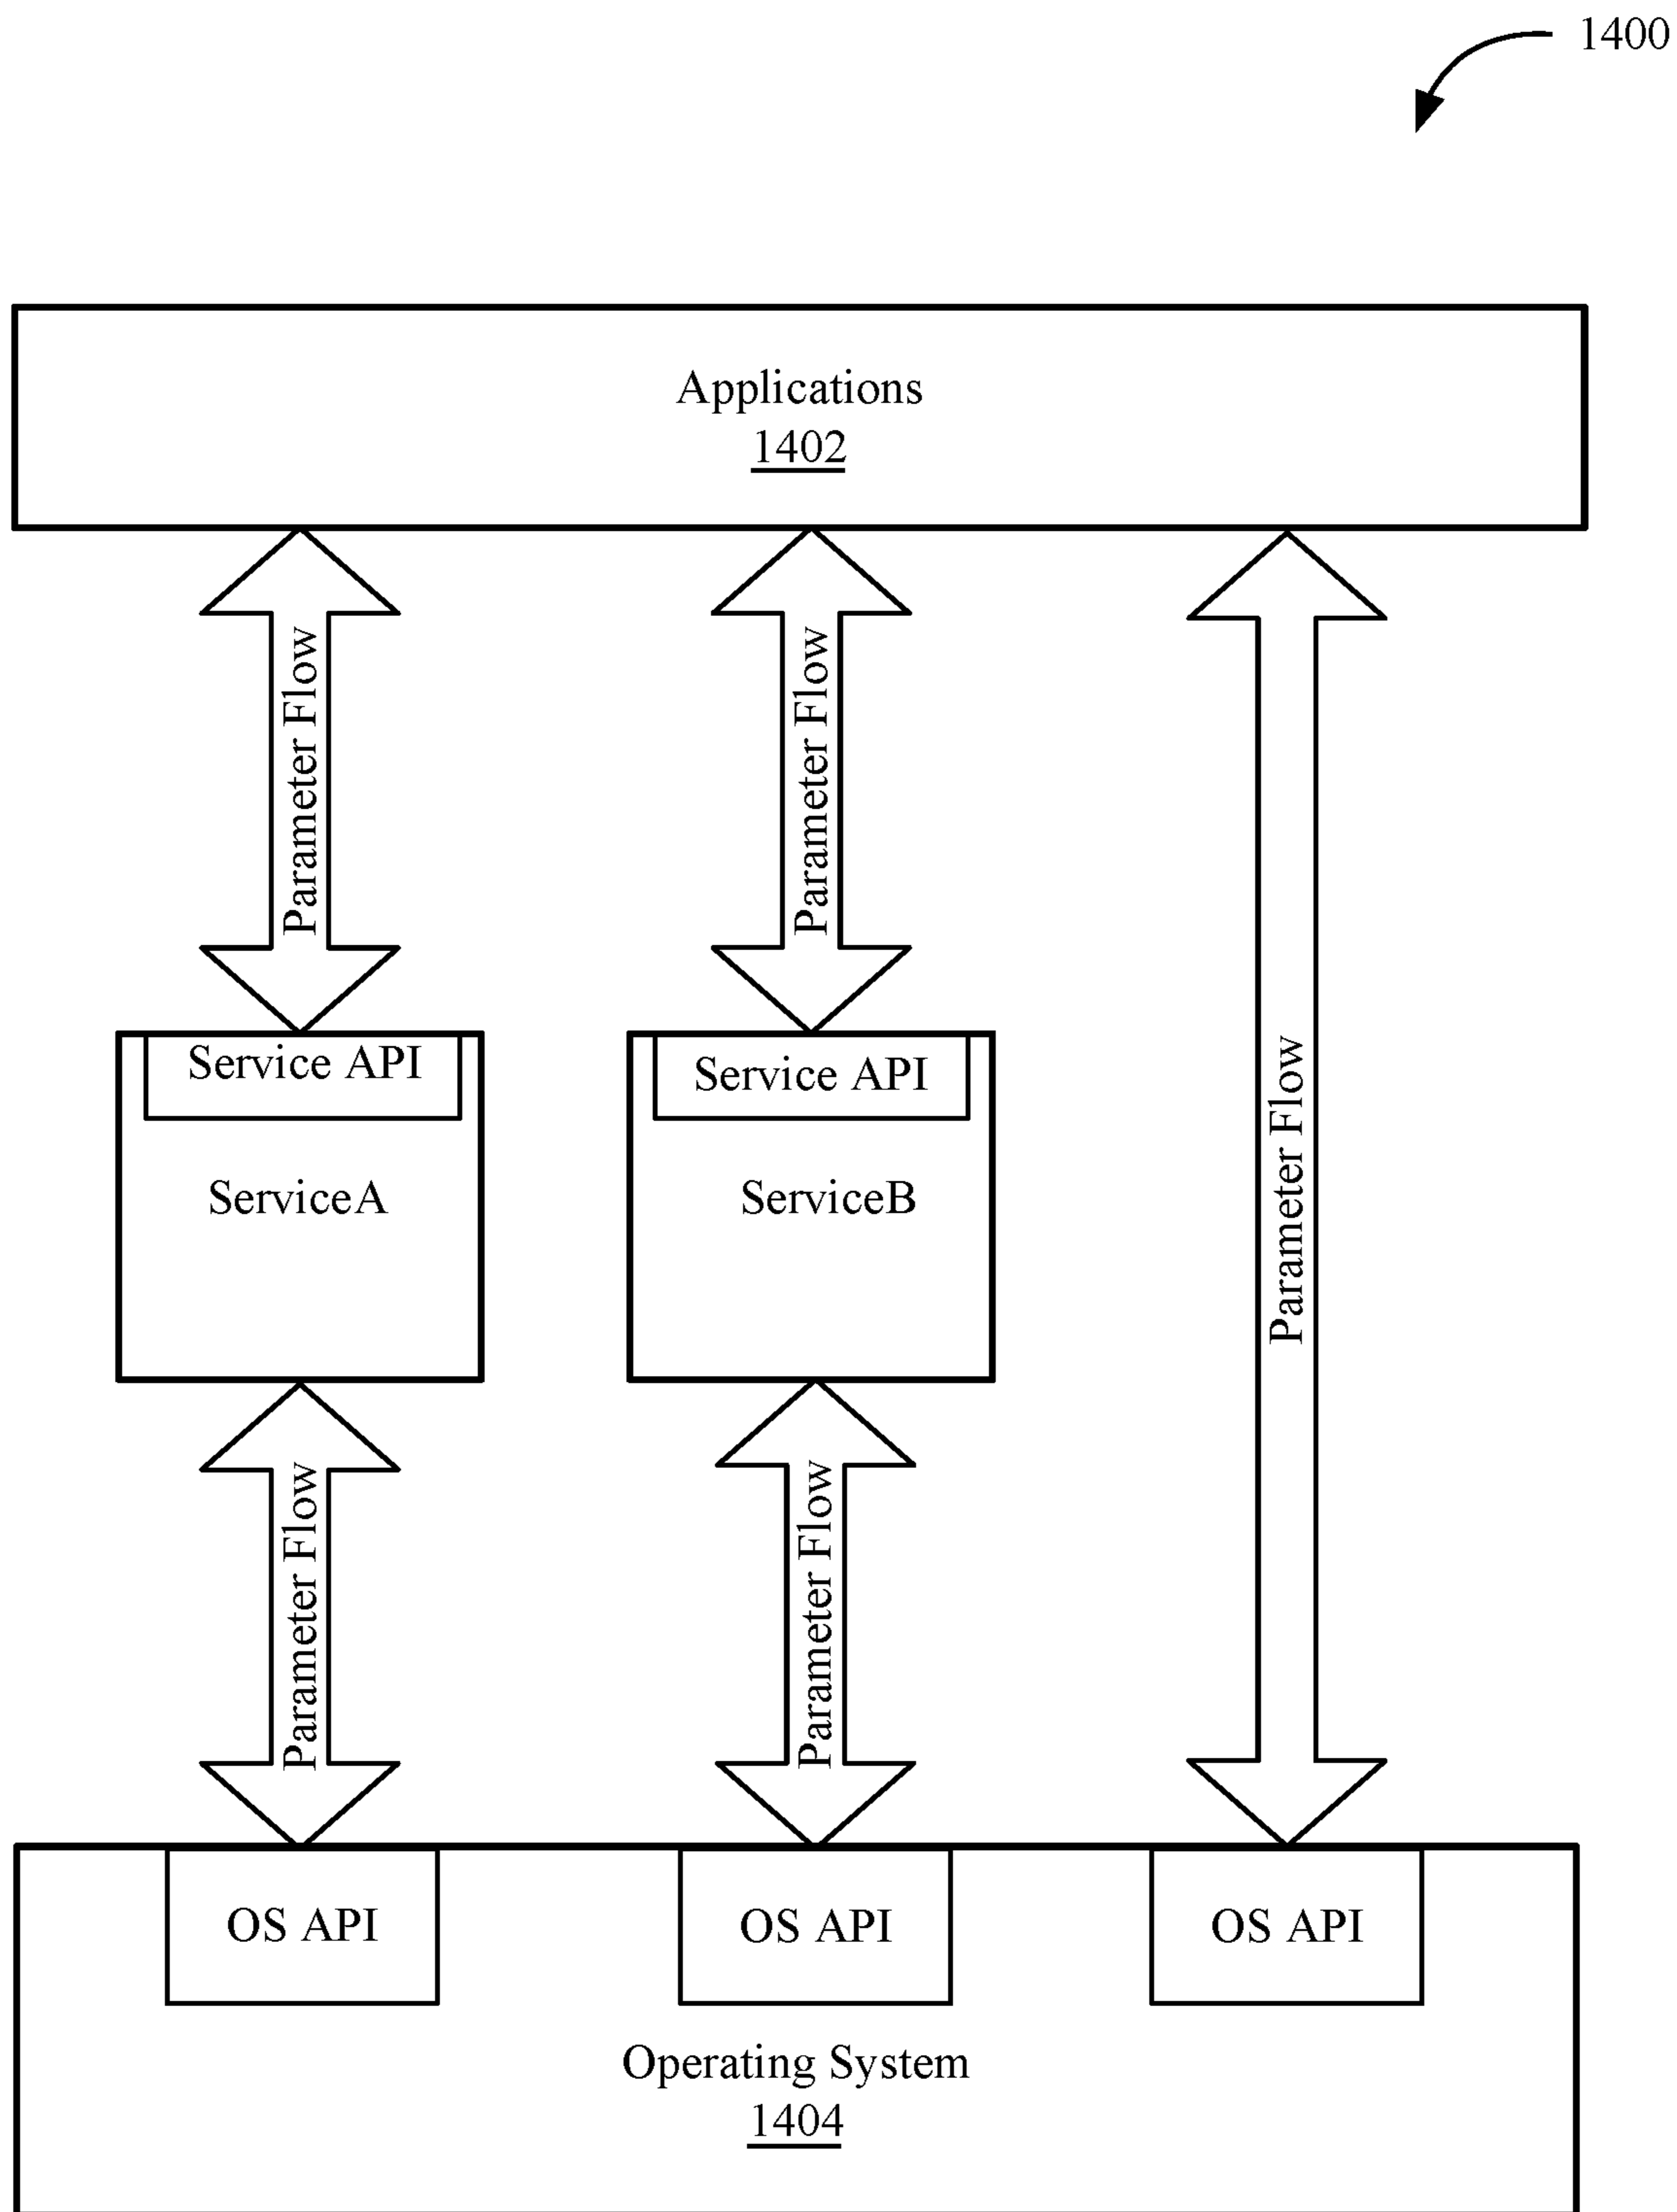 1400
Applications
1402
Parameter Flow
Parameter Flow
Parameter Flow
Service API
Service API
ServiceA
ServiceB
Parameter Flow
Parameter Flow
OS API
OS API
OS API
Operating System
1404